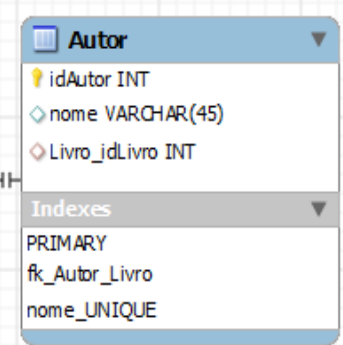 Autor
idAutor INT
nome VARCHAR(45)
Livro_idLivro INT
Indexes
PRIMARY
fk_Autor_Livro
nome_UNIQUE